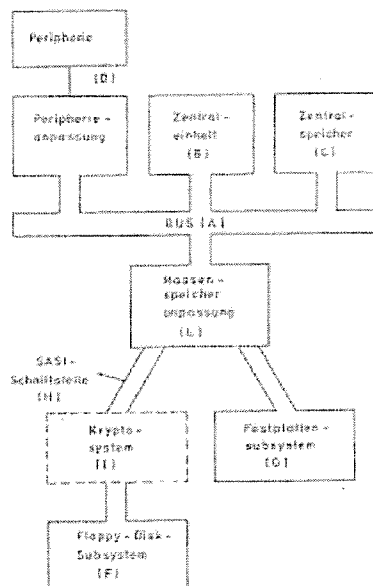 Peripherie
[D]
Peripherie-
anpassung
Zentral-
einheit
[B]
Zentral-
speicher
[C]
BUS [A]
Massen-
speicher
anpassung
[L]
SASI-
Schnittstelle
[H]
Krypto-
system
[E]
Festplatten-
subsystem
[G]
Floppy-Disk-
Subsystem
[F]